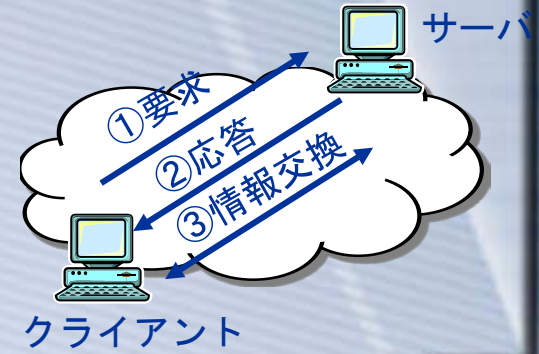 サーバ
①要求
②応答
③情報交換
クライアント